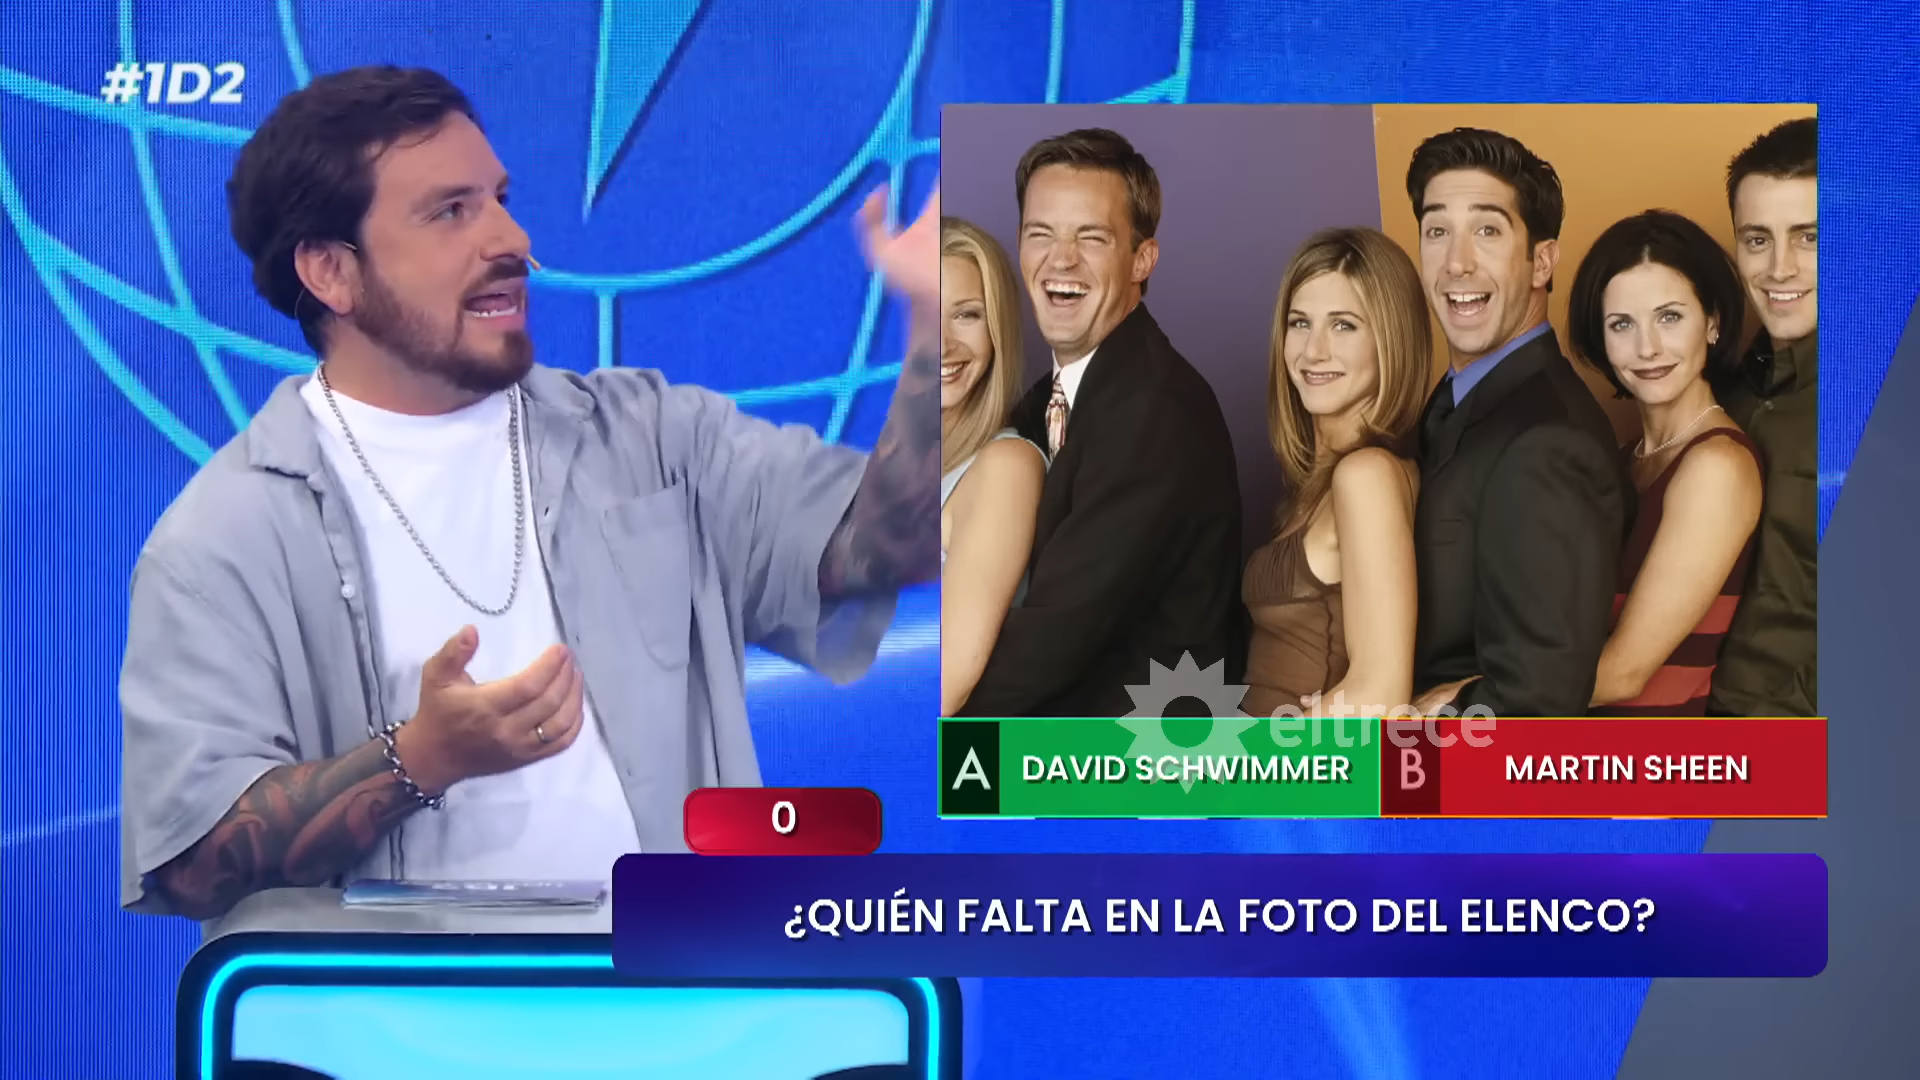 #1D2
eltrece
A DAVID SCHWIMMER
B MARTIN SHEEN
0
¿QUIÉN FALTA EN LA FOTO DEL ELENCO?